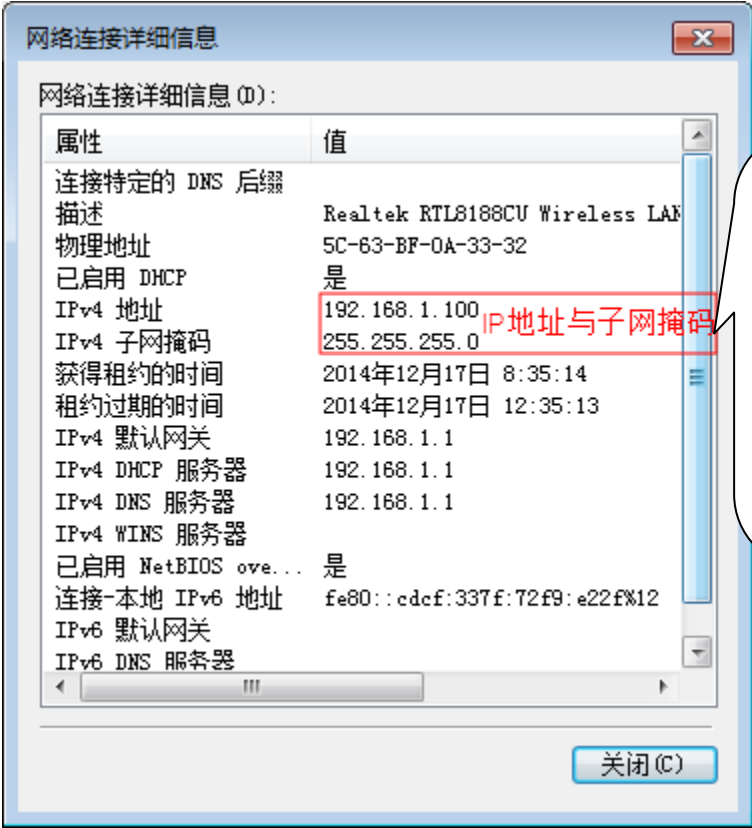 网络连接详细信息
网络连接详细信息(D):
属性 值
连接特定的 DNS 后缀
描述 Realtek RTL8188CU Wireless LAN
物理地址 5C-63-BF-0A-33-32
已启用 DHCP 是
IPv4 地址 192.168.1.100
IP地址与子网掩码
IPv4 子网掩码 255.255.255.0
获得租约的时间 2014年12月17日 8:35:14
租约过期的时间 2014年12月17日 12:35:13
IPv4 默认网关 192.168.1.1
IPv4 DHCP 服务器 192.168.1.1
IPv4 DNS 服务器 192.168.1.1
IPv4 WINS 服务器
已启用 NetBIOS ove... 是
连接-本地 IPv6 地址 fe80::cdcf:337f:72f9:e22f%12
IPv6 默认网关
IPv6 DNS 服务器
关闭(C)